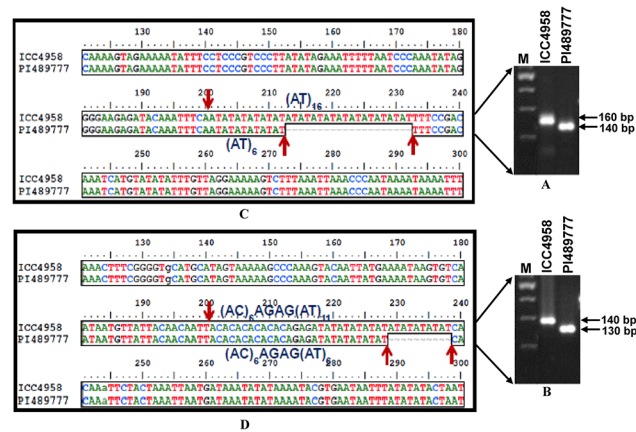 130 140 150 160 170 180
ICC4958 CAAAAGTAGAAAAATATTTCCTCCCGTCCCTTATATAGAAATTTTTAATCCCAAATATAG
PI489777 CAAAAGTAGAAAAATATTTCCTCCCGTCCCTTATATAGAAATTTTTAATCCCAAATATAG
190 200 210 220 230 240
(AT)16
ICC4958 GGGAAGAGATACAAATTTCAATATATATATATATATATATATATATATATATTTTCCGAC
PI489777 GGGAAGAGATACAAATTTCAATATATATATAT--------------------TTTCCGAC
(AT)6
250 260 270 280 290 300
ICC4958 AAATCATGTATATATTTGTTAGGAAAAAGTCTTTAAATTAAACCCAATAAAATAAAATTT
PI489777 AAATCATGTATATATTTGTTAGGAAAAAGTCTTTAAATTAAACCCAATAAAATAAAATTT
C
M ICC4958 PI489777
160 bp
140 bp
A
130 140 150 160 170 180
ICC4958 AAACTTTCGGGGTgCATGCATAGTAAAAAGCCCAAAGTACAATTATGAAAATAAGTGTCA
PI489777 AAACTTTCGGGGTgCATGCATAGTAAAAAGCCCAAAGTACAATTATGAAAATAAGTGTCA
190 200 210 220 230 240
(AC)6AGAG(AT)11
ICC4958 ATAATGTTATTACAACAATTACACACACACACAGAGATATATATATATATATATATATCA
PI489777 ATAATGTTATTACAACAATTACACACACACACAGAGATATATATATAT----------CA
(AC)6AGAG(AT)6
250 260 270 280 290 300
ICC4958 CAAaTTCTACTAAATTAATGATAAATATATAAAATACGTGAATAATTTATATATACTAAT
PI489777 CAAaTTCTACTAAATTAATGATAAATATATAAAATACGTGAATAATTTATATATACTAAT
D
M ICC4958 PI489777
140 bp
130 bp
B